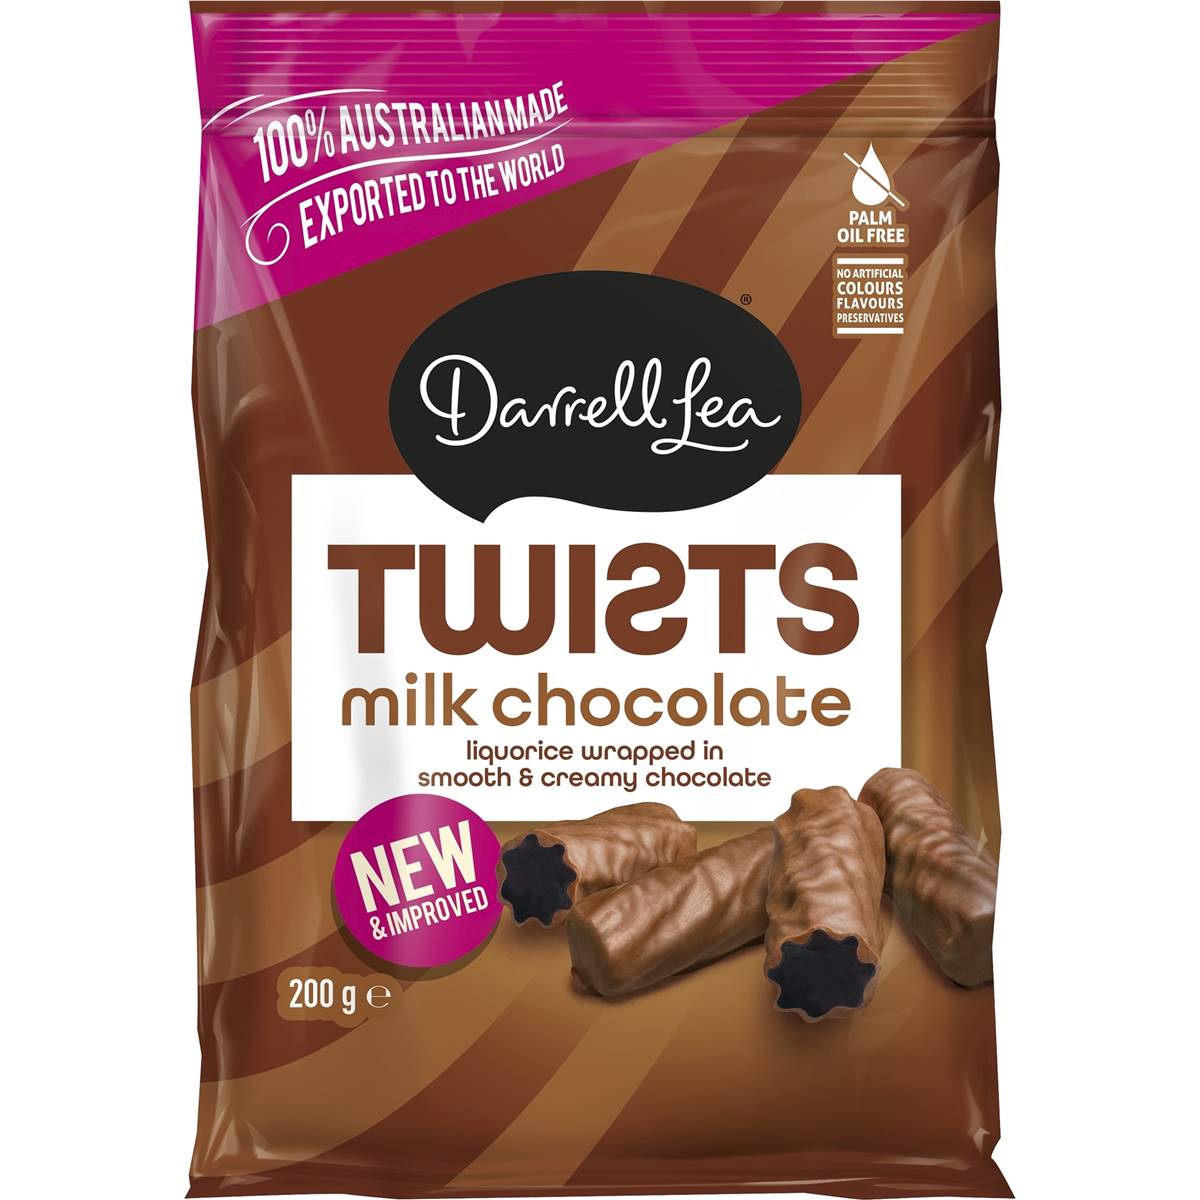 100% AUSTRALIAN MADE
EXPORTED TO THE WORLD
PALM
OIL FREE
NO ARTIFICIAL
COLOURS
FLAVOURS
PRESERVATIVES
®
Darrell Lea
TWISTS
milk chocolate
liquorice wrapped in
smooth & creamy chocolate
NEW
& IMPROVED
200 g ℮